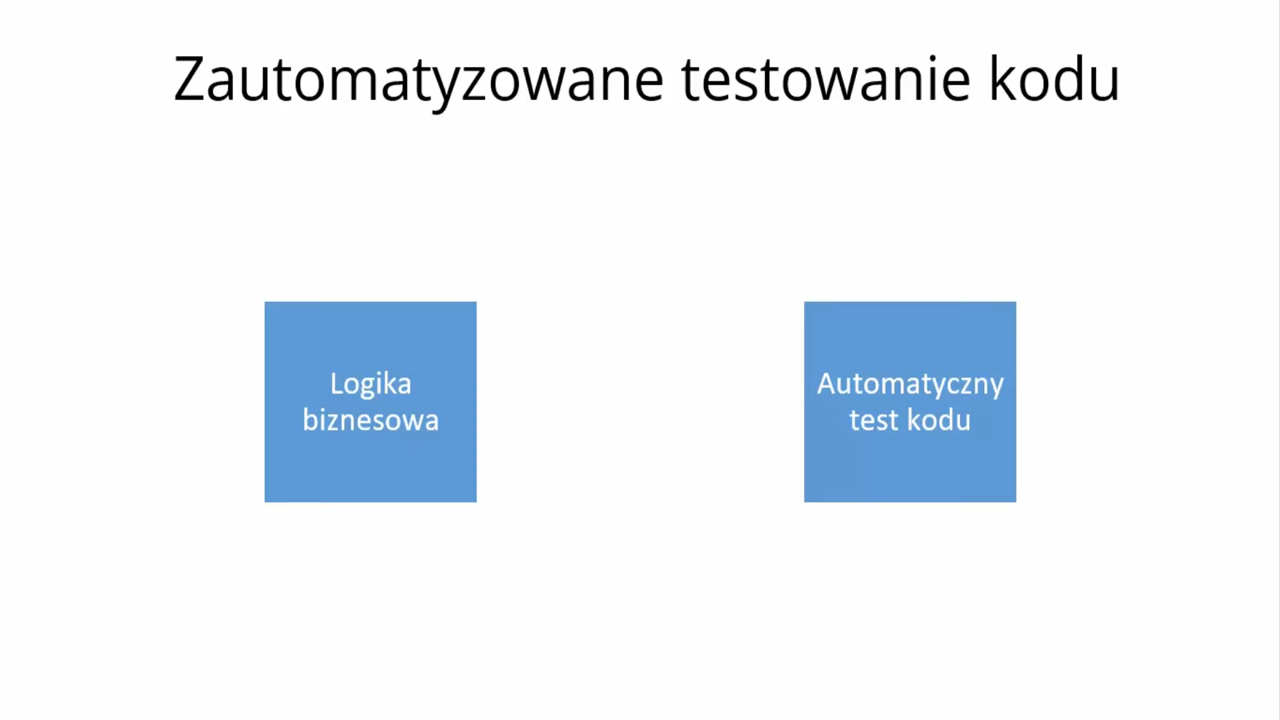 Zautomatyzowane testowanie kodu
Logika
biznesowa
Automatyczny
test kodu